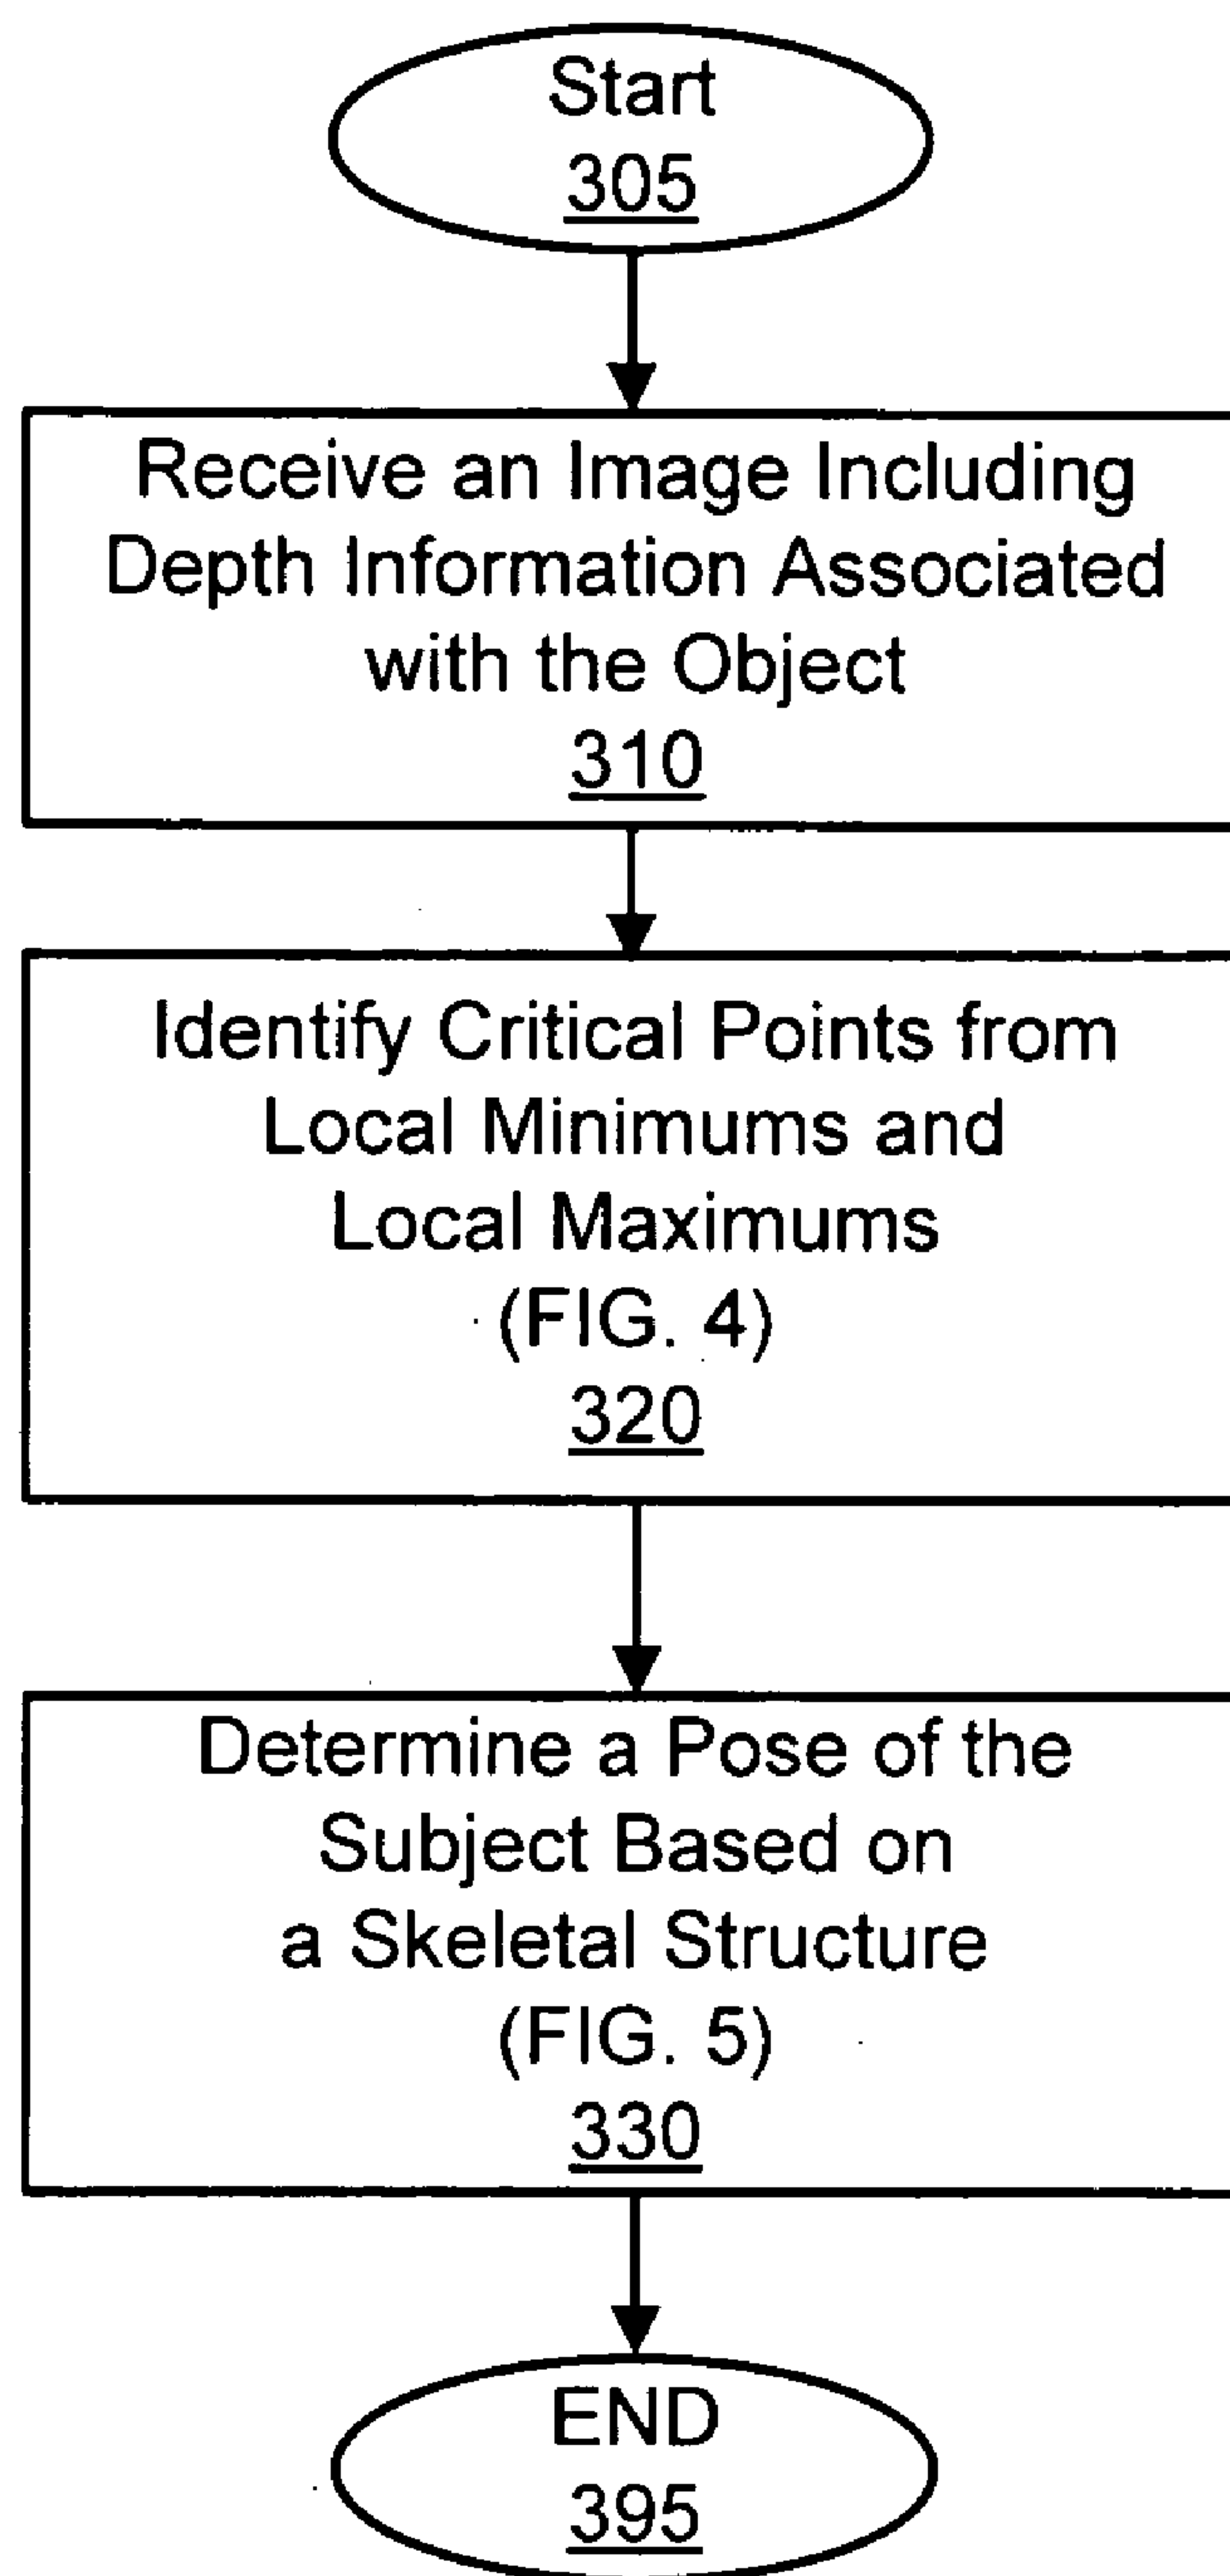 Start
305
Receive an Image Including
Depth Information Associated
with the Object
310
Identify Critical Points from
Local Minimums and
Local Maximums
(FIG. 4)
320
Determine a Pose of the
Subject Based on
a Skeletal Structure
(FIG. 5)
330
END
395